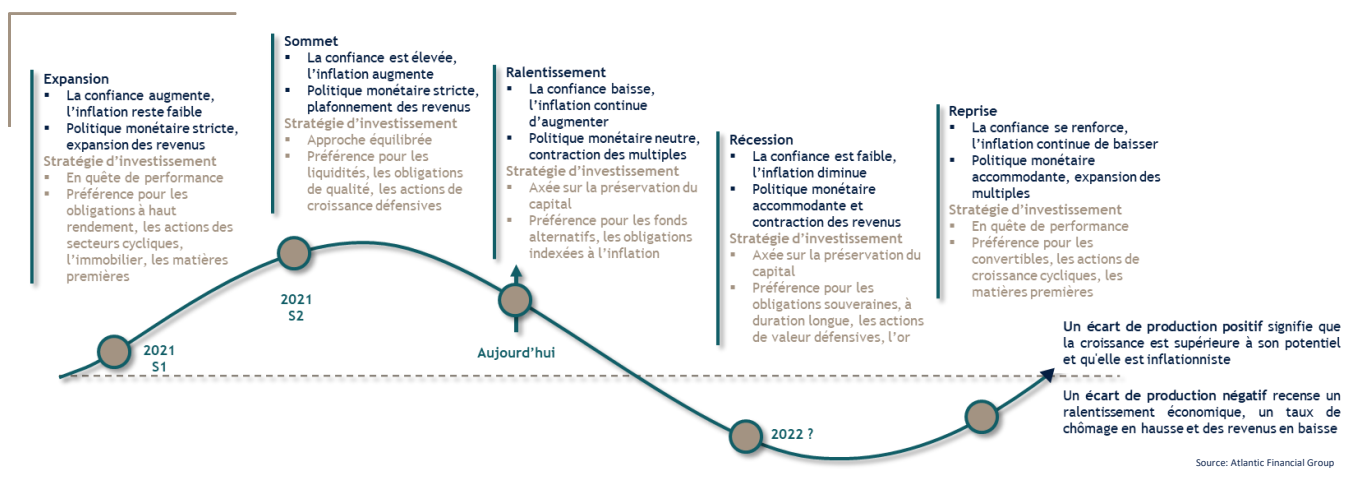 Expansion
▪ La confiance augmente,
l’inflation reste faible
▪ Politique monétaire stricte,
expansion des revenus
Stratégie d’investissement
▪ En quête de performance
▪ Préférence pour les
obligations à haut
rendement, les actions des
secteurs cycliques,
l’immobilier, les matières
premières
2021
S1
Sommet
▪ La confiance est élevée,
l’inflation augmente
▪ Politique monétaire stricte,
plafonnement des revenus
Stratégie d’investissement
▪ Approche équilibrée
▪ Préférence pour les
liquidités, les obligations
de qualité, les actions de
croissance défensives
2021
S2
Ralentissement
▪ La confiance baisse,
l’inflation continue
d’augmenter
▪ Politique monétaire neutre,
contraction des multiples
Stratégie d’investissement
▪ Axée sur la préservation du
capital
▪ Préférence pour les fonds
alternatifs, les obligations
indexées à l’inflation
Aujourd’hui
Récession
▪ La confiance est faible,
l’inflation diminue
▪ Politique monétaire
accommodante et
contraction des revenus
Stratégie d’investissement
▪ Axée sur la préservation du
capital
▪ Préférence pour les
obligations souveraines, à
duration longue, les actions
de valeur défensives, l’or
2022 ?
Reprise
▪ La confiance se renforce,
l’inflation continue de baisser
▪ Politique monétaire
accommodante, expansion des
multiples
Stratégie d’investissement
▪ En quête de performance
▪ Préférence pour les
convertibles, les actions de
croissance cycliques, les
matières premières
Un écart de production positif signifie que
la croissance est supérieure à son potentiel
et qu'elle est inflationniste
Un écart de production négatif recense un
ralentissement économique, un taux de
chômage en hausse et des revenus en baisse
Source: Atlantic Financial Group